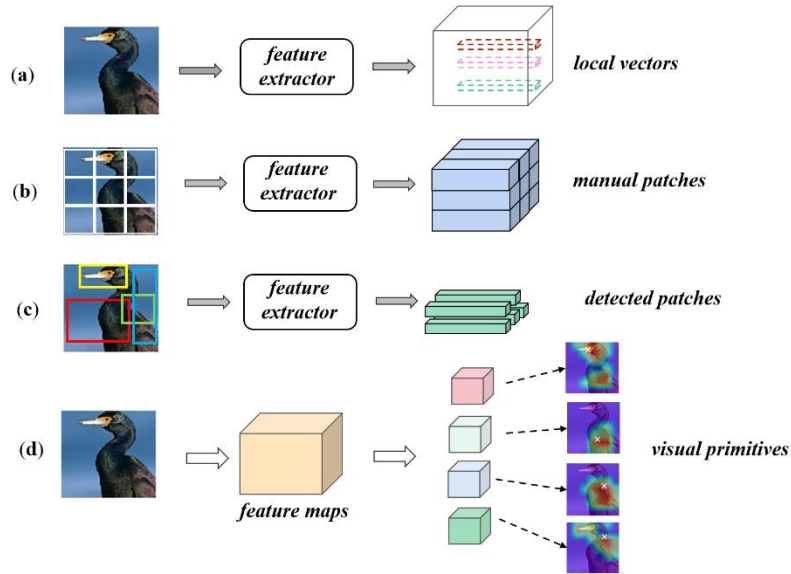 (a)
feature
extractor
local vectors
(b)
feature
extractor
manual patches
(c)
feature
extractor
detected patches
(d)
feature maps
visual primitives